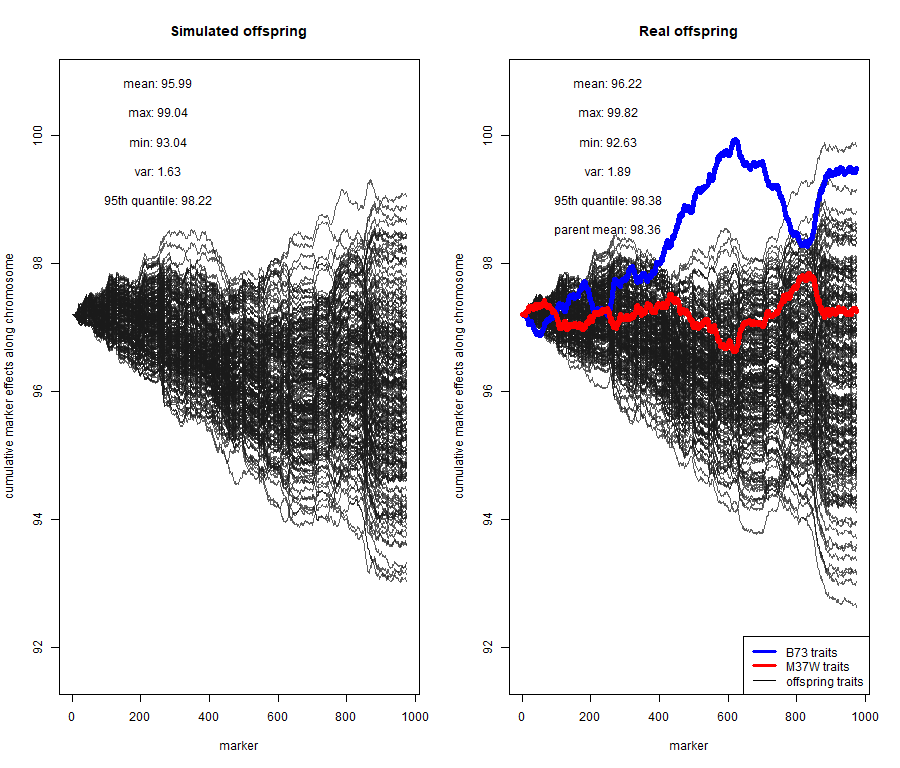 Simulated offspring
mean: 95.99
max: 99.04
min: 93.04
var: 1.63
95th quantile: 98.22
cumulative marker effects along chromosome
100
98
96
94
92
0
200
400
600
800
1000
marker
Real offspring
mean: 96.22
max: 99.82
min: 92.63
var: 1.89
95th quantile: 98.38
parent mean: 98.36
cumulative marker effects along chromosome
100
98
96
94
92
B73 traits
M37W traits
offspring traits
0
200
400
600
800
1000
marker